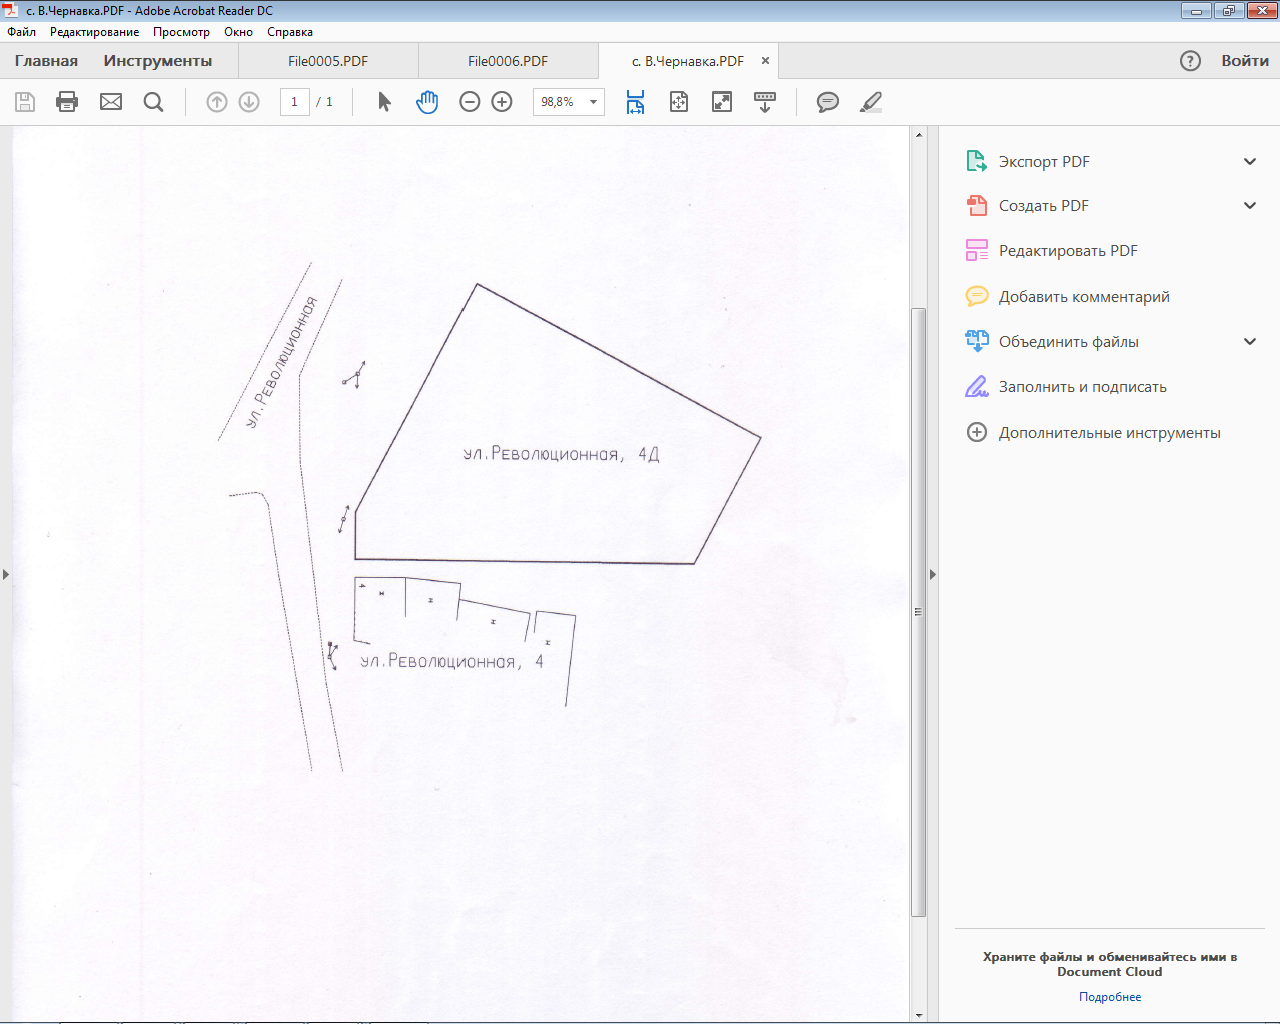 с. В.Чернавка.PDF - Adobe Acrobat Reader DC
Файл Редактирование Просмотр Окно Справка
Главная Инструменты File0005.PDF File0006.PDF с. В.Чернавка.PDF × ? Войти
1 / 1 98,8%
Экспорт PDF
Создать PDF
Редактировать PDF
Добавить комментарий
Объединить файлы
Заполнить и подписать
Дополнительные инструменты
ул.Революционная
ул.Революционная, 4Д
4 н н н н
ул.Революционная, 4
Храните файлы и обменивайтесь ими в
Document Cloud
Подробнее